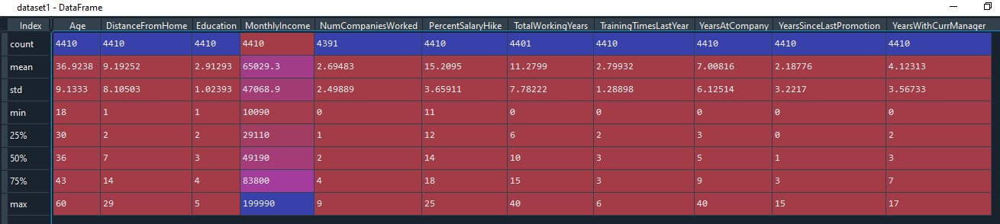 dataset1 - DataFrame
Index Age DistanceFromHome Education MonthlyIncome NumCompaniesWorked PercentSalaryHike TotalWorkingYears TrainingTimesLastYear YearsAtCompany YearsSinceLastPromotion YearsWithCurrManager
count 4410 4410 4410 4410 4391 4410 4401 4410 4410 4410 4410
mean 36.9238 9.19252 2.91293 65029.3 2.69483 15.2095 11.2799 2.79932 7.00816 2.18776 4.12313
std 9.1333 8.10503 1.02393 47068.9 2.49889 3.65911 7.78222 1.28898 6.12514 3.2217 3.56733
min 18 1 1 10090 0 11 0 0 0 0 0
25% 30 2 2 29110 1 12 6 2 3 0 2
50% 36 7 3 49190 2 14 10 3 5 1 3
75% 43 14 4 83800 4 18 15 3 9 3 7
max 60 29 5 199990 9 25 40 6 40 15 17